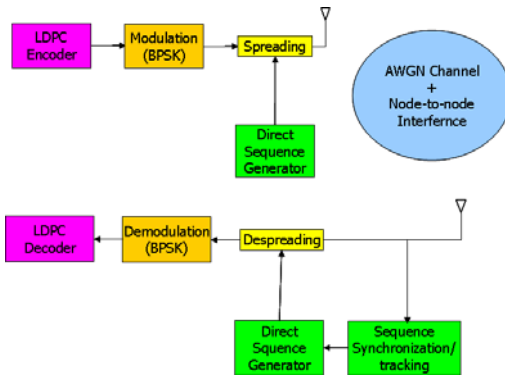 LDPC
Encoder
Modulation
(BPSK)
Spreading
AWGN Channel
+
Node-to-node
Interfernce
Direct
Sequence
Generator
LDPC
Decoder
Demodulation
(BPSK)
Despreading
Direct
Squence
Generator
Sequence
Synchronization/
tracking